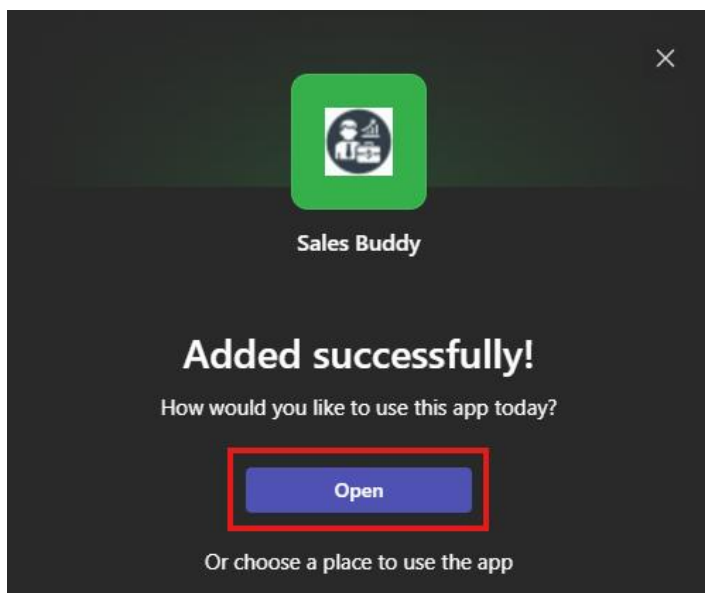 Sales Buddy
Added successfully!
How would you like to use this app today?
Open
Or choose a place to use the app